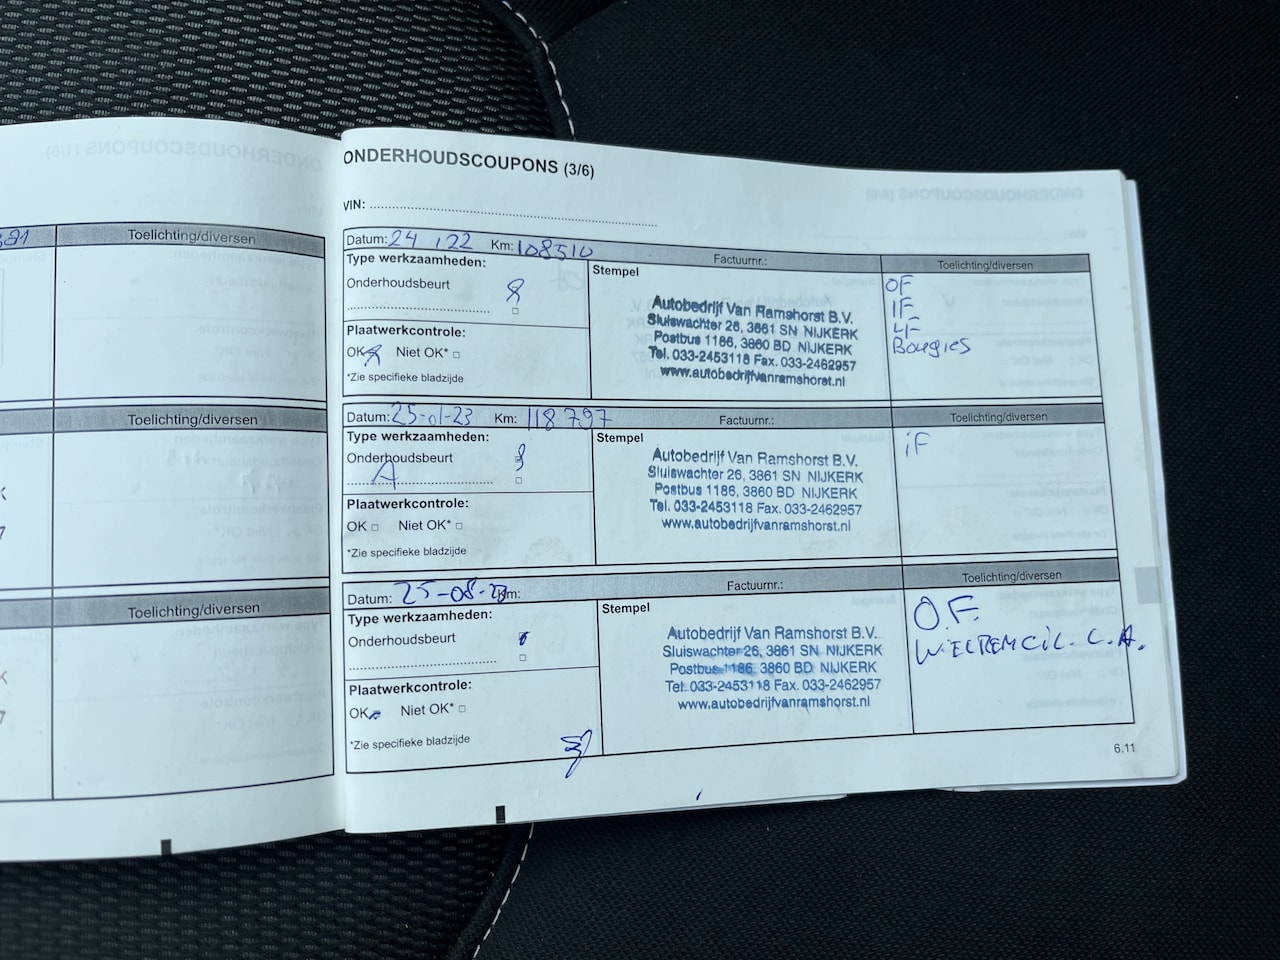 Toelichting/diversen
Toelichting/diversen
Toelichting/diversen
ONDERHOUDSCOUPONS (3/6)
VIN:
Datum: 24 , 22 Km: 108510 Factuurnr.: Toelichting/diversen
Type werkzaamheden:
Onderhoudsbeurt
Plaatwerkcontrole:
OK Niet OK*
*Zie specifieke bladzijde
Stempel
Autobedrijf Van Ramshorst B.V.
Sluiswachter 26, 3861 SN NIJKERK
Postbus 1186, 3860 BD NIJKERK
Tel. 033-2453118 Fax. 033-2462957
www.autobedrijfvanramshorst.nl
OF
IF
LF
Bougies
Datum: 25-01-23 Km: 118797 Factuurnr.: Toelichting/diversen
Type werkzaamheden:
Onderhoudsbeurt
A
Plaatwerkcontrole:
OK Niet OK*
*Zie specifieke bladzijde
Stempel
Autobedrijf Van Ramshorst B.V.
Sluiswachter 26, 3861 SN NIJKERK
Postbus 1186, 3860 BD NIJKERK
Tel. 033-2453118 Fax. 033-2462957
www.autobedrijfvanramshorst.nl
iF
Datum: 25-08-23 Km: Factuurnr.: Toelichting/diversen
Type werkzaamheden:
Onderhoudsbeurt
Plaatwerkcontrole:
OK Niet OK*
*Zie specifieke bladzijde
Stempel
Autobedrijf Van Ramshorst B.V.
Sluiswachter 26, 3861 SN NIJKERK
Postbus 1186, 3860 BD NIJKERK
Tel. 033-2453118 Fax. 033-2462957
www.autobedrijfvanramshorst.nl
O.F.
L.A.
6.11